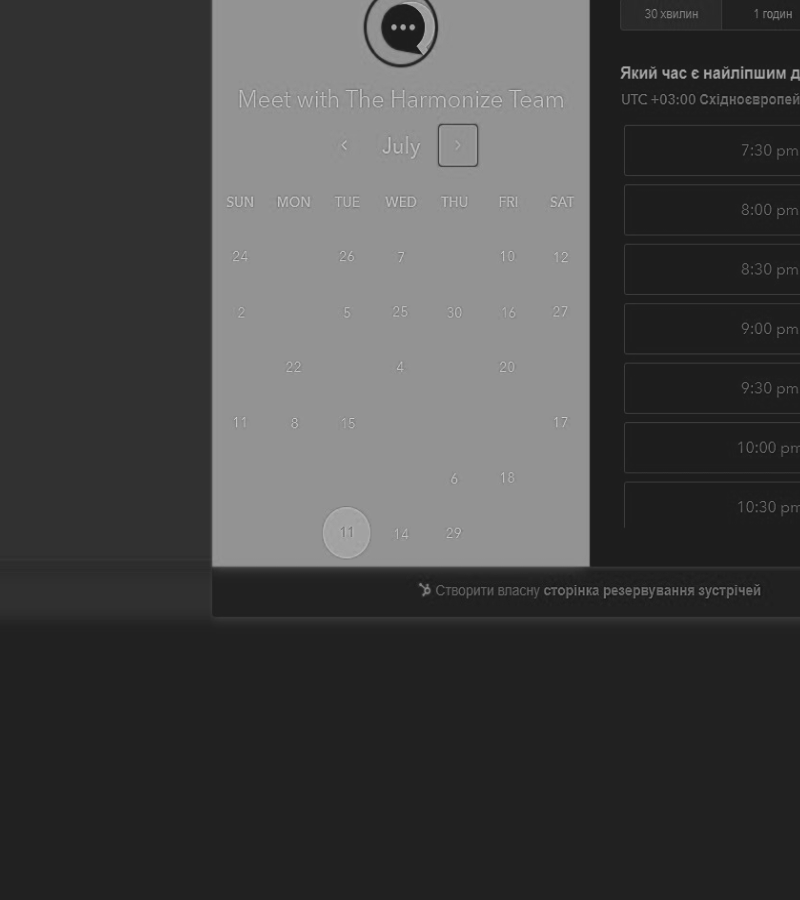 Meet with The Harmonize Team
July
SUN MON TUE WED THU FRI SAT
24 26 7 10 12
2 5 25 30 16 27
22 4 20
11 8 15 17
6 18
11 14 29
30 хвилин 1 годин
Який час є найліпшим д
UTC +03:00 Східноєвропей
7:30 pm
8:00 pm
8:30 pm
9:00 pm
9:30 pm
10:00 pm
10:30 pm
Створити власну сторінка резервування зустрічей